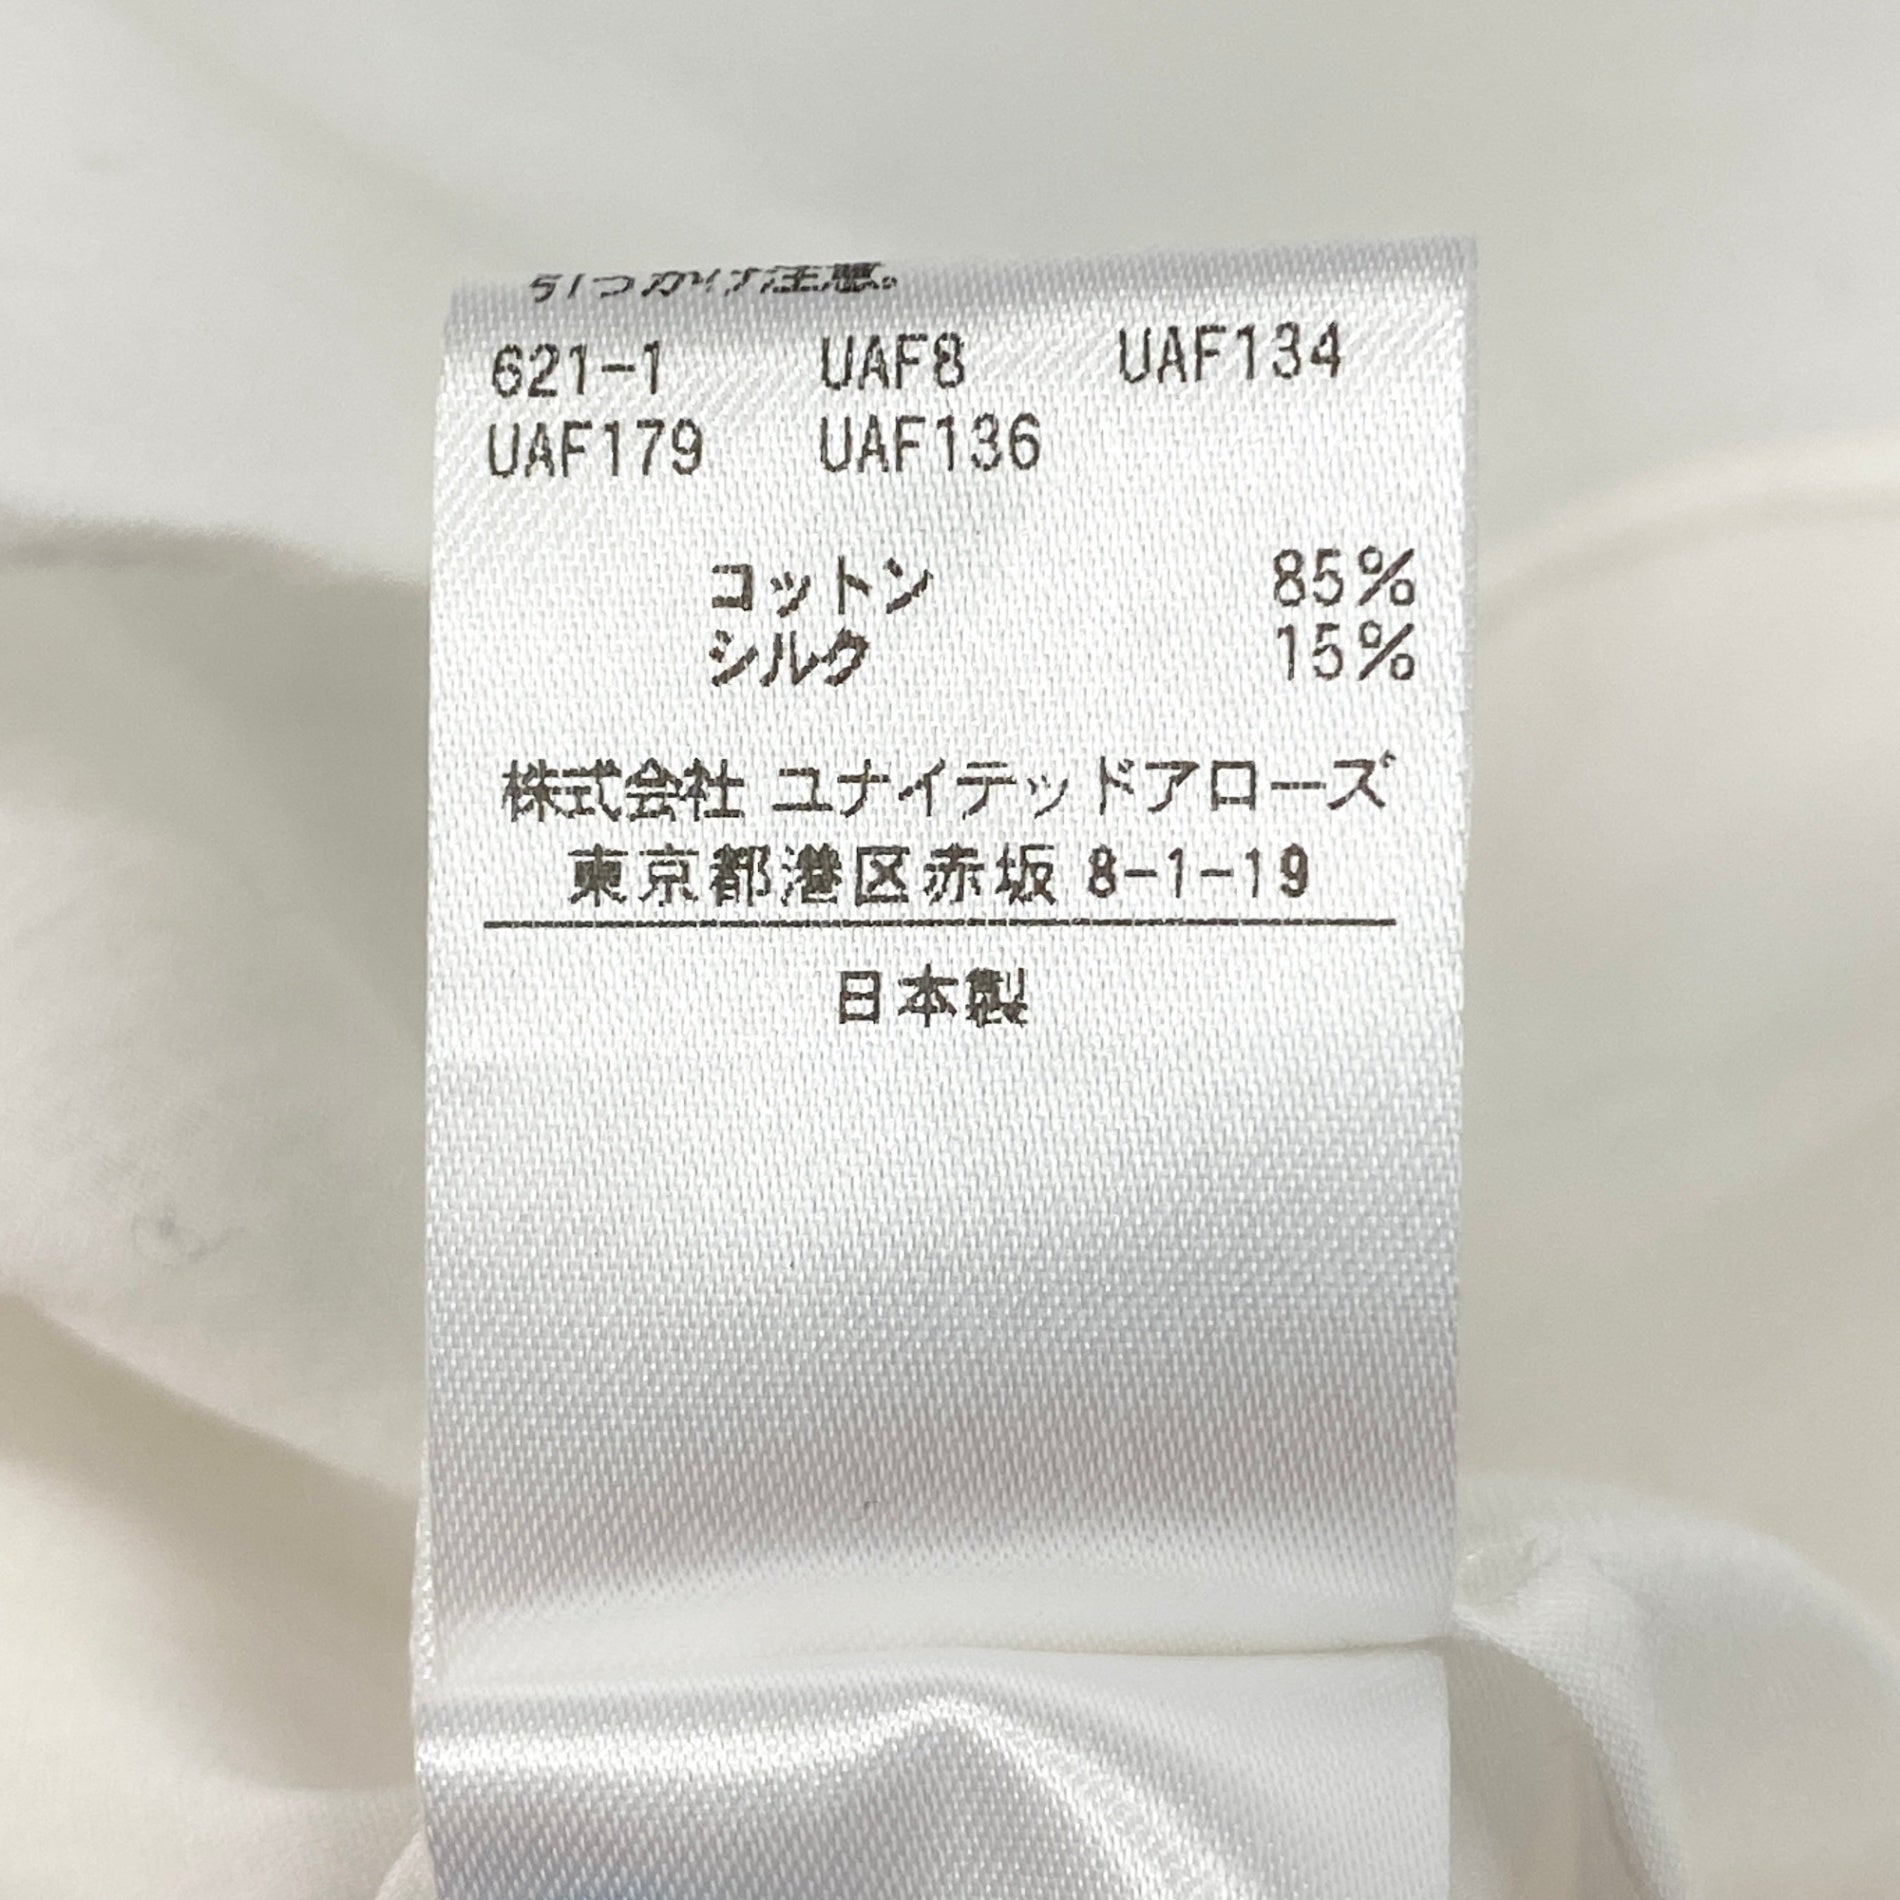 引っかけ注意。
621-1 UAF8 UAF134
UAF179 UAF136
コットン 85%
シルク 15%
株式会社 ユナイテッドアローズ
東京都港区赤坂 8-1-19
日本製